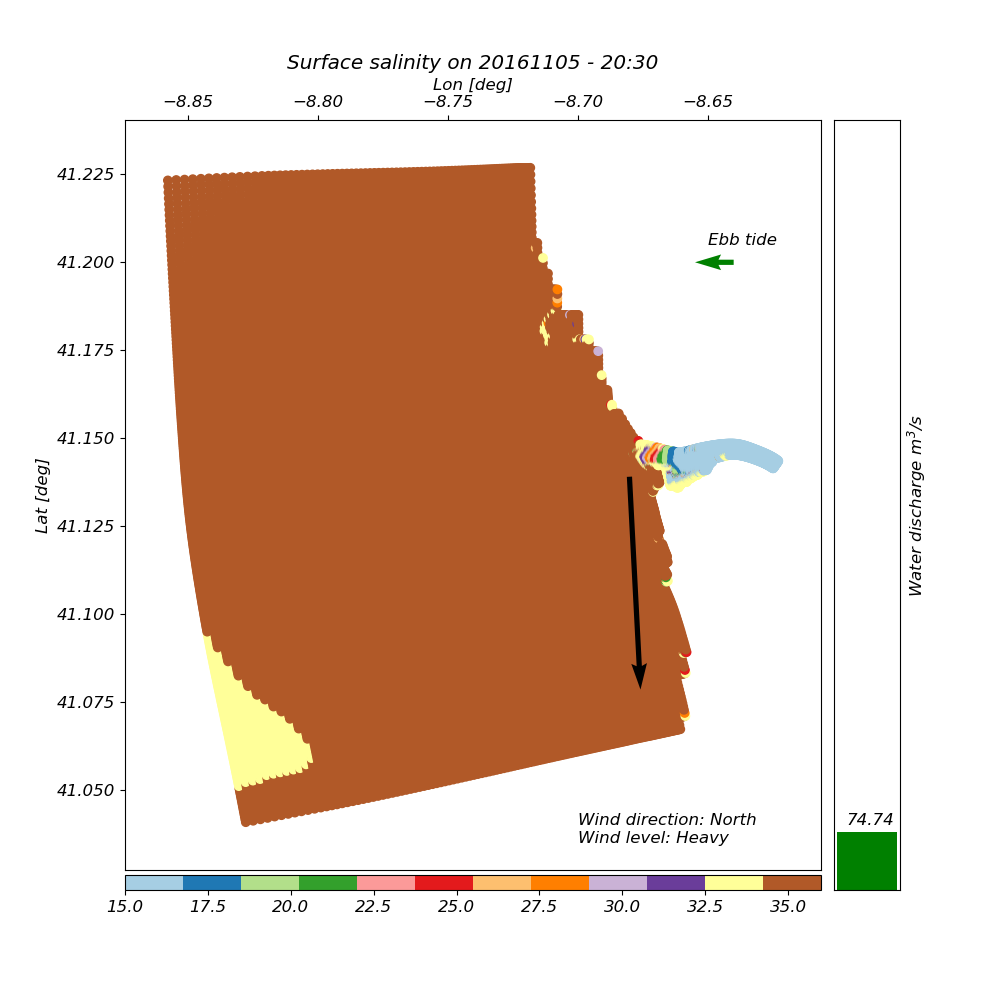 Surface salinity on 20161105 - 20:30
Lon [deg]
−8.85 −8.80 −8.75 −8.70 −8.65
41.225
41.200
41.175
41.150
41.125
41.100
41.075
41.050
Lat [deg]
Ebb tide
Wind direction: North
Wind level: Heavy
15.0 17.5 20.0 22.5 25.0 27.5 30.0 32.5 35.0
74.74
Water discharge m³/s